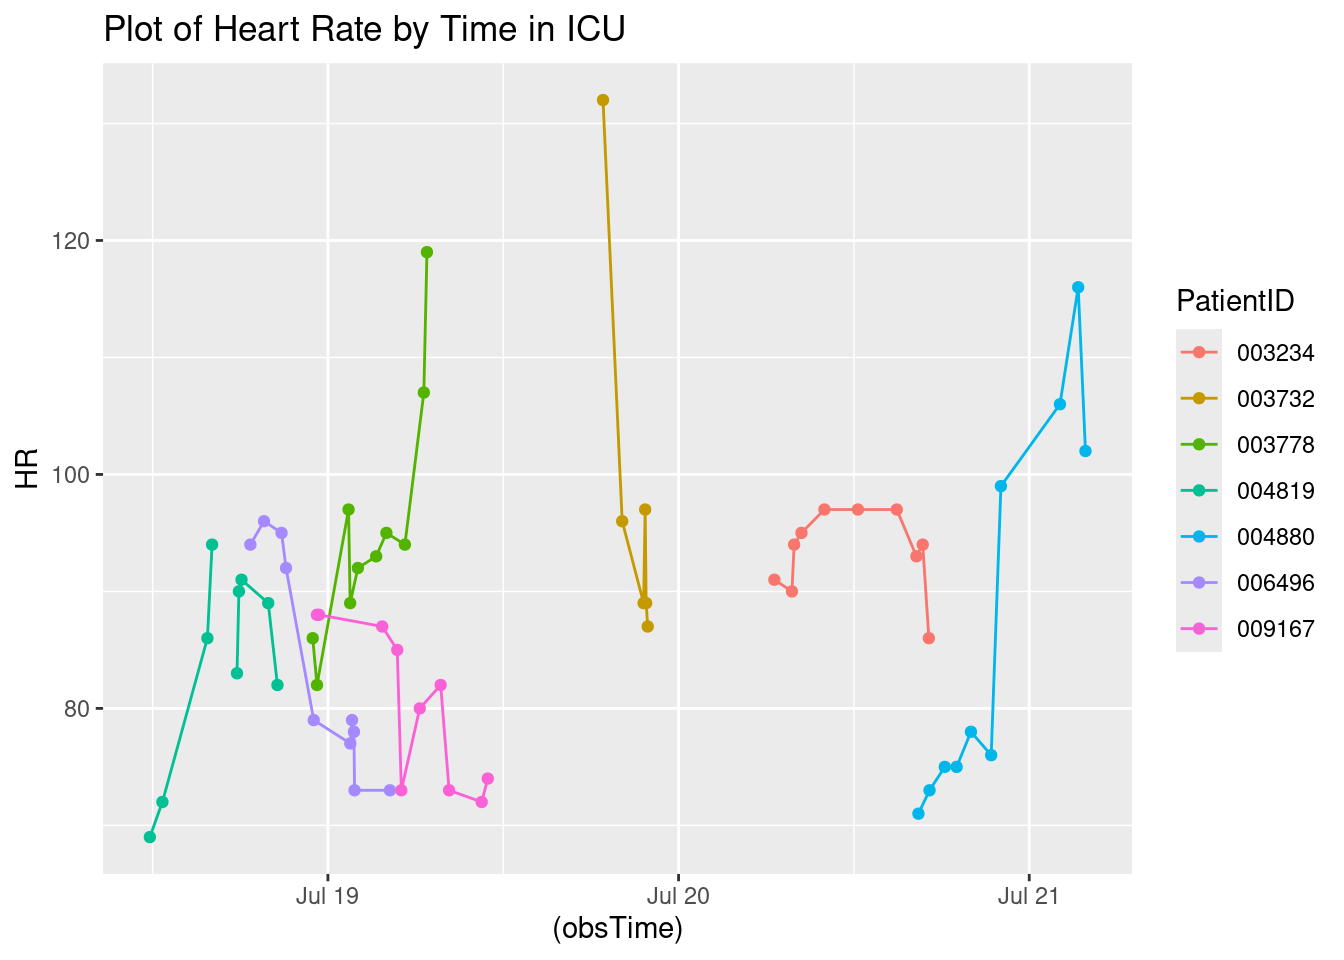 Plot of Heart Rate by Time in ICU
HR
120
100
80
Jul 19
Jul 20
Jul 21
(obsTime)
PatientID
003234
003732
003778
004819
004880
006496
009167